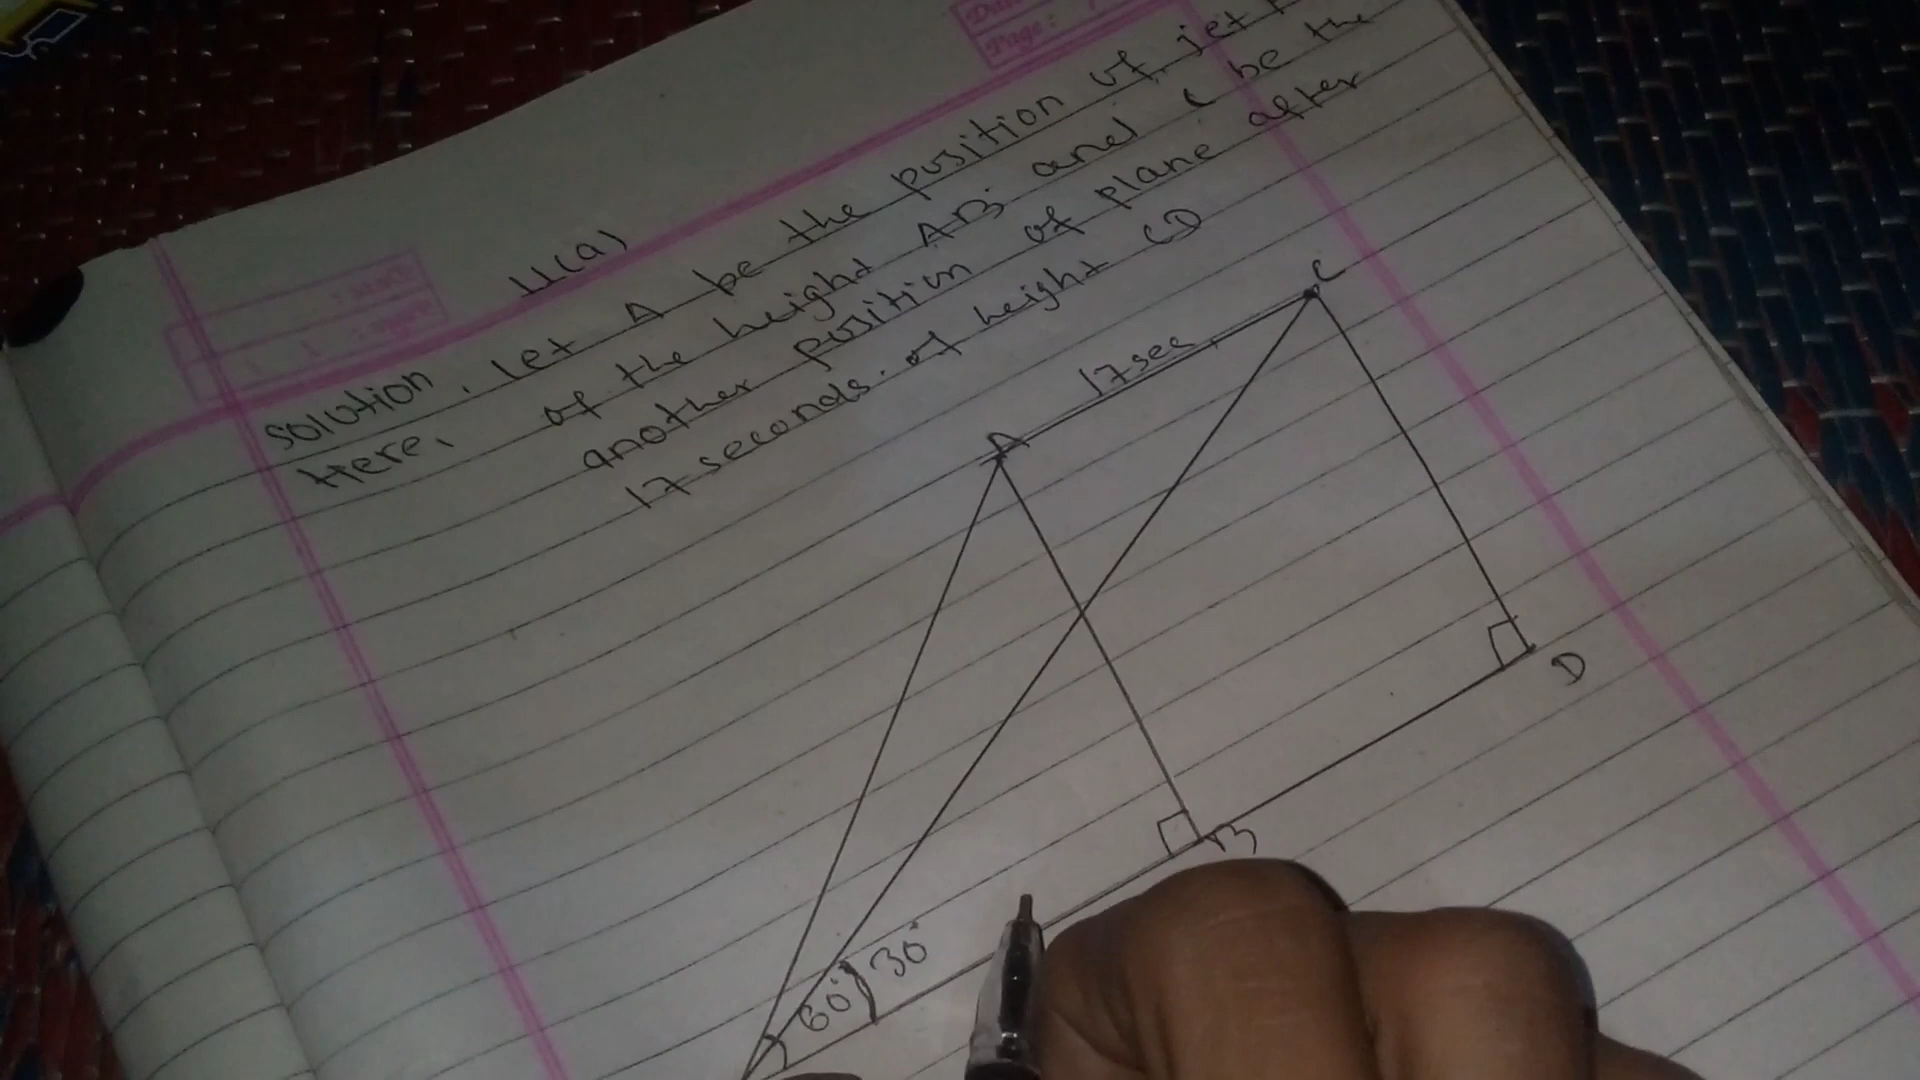 Page:
11(a)
solution.
Here, let A be the position of jet
of the height AB and C be the
another position of plane after
17 seconds. of height CD
C
17sec
A
D
B
60° 30°